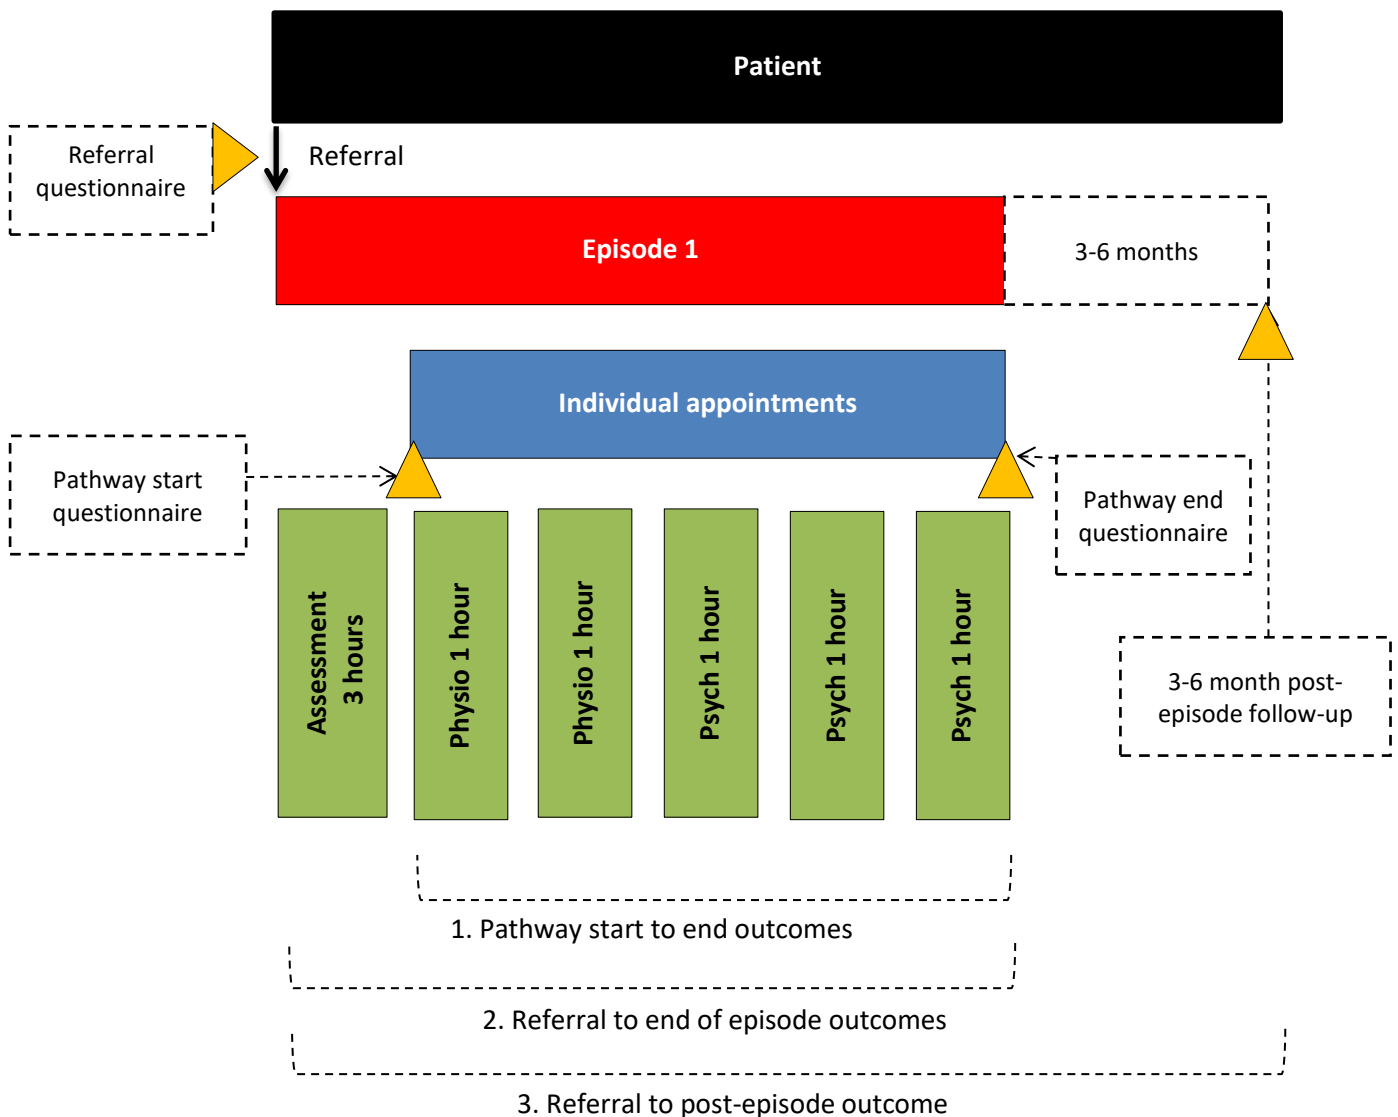 Patient
Referral
questionnaire
Referral
Episode 1
3-6 months
Individual appointments
Pathway start
questionnaire
Pathway end
questionnaire
Assessment
3 hours
Physio 1 hour
Physio 1 hour
Psych 1 hour
Psych 1 hour
Psych 1 hour
3-6 month post-
episode follow-up
1. Pathway start to end outcomes
2. Referral to end of episode outcomes
3. Referral to post-episode outcome